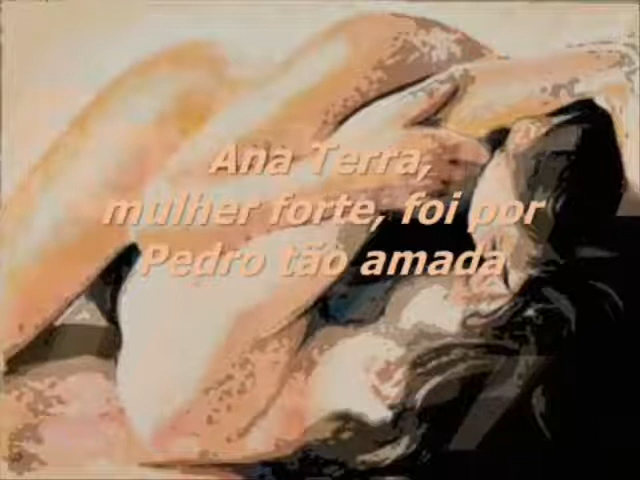 Ana Terra,
mulher forte, foi por
Pedro tão amada